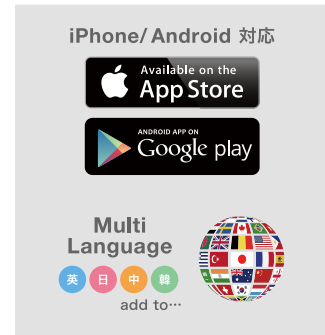 iPhone/Android 対応
Available on the
App Store
ANDROID APP ON
Google play
Multi
Language
英 日 中 韓
add to…